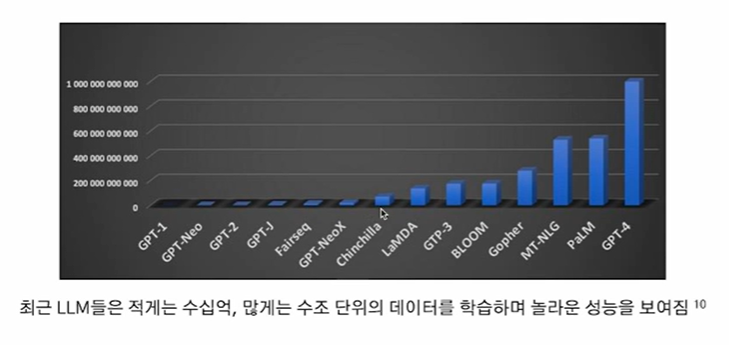 1 000 000 000 000
800 000 000 000
600 000 000 000
400 000 000 000
200 000 000 000
0
GPT-1
GPT-Neo
GPT-2
GPT-J
Fairseq
GPT-NeoX
Chinchilla
LaMDA
GTP-3
BLOOM
Gopher
MT-NLG
PaLM
GPT-4
최근 LLM들은 적게는 수십억, 많게는 수조 단위의 데이터를 학습하며 놀라운 성능을 보여짐 10